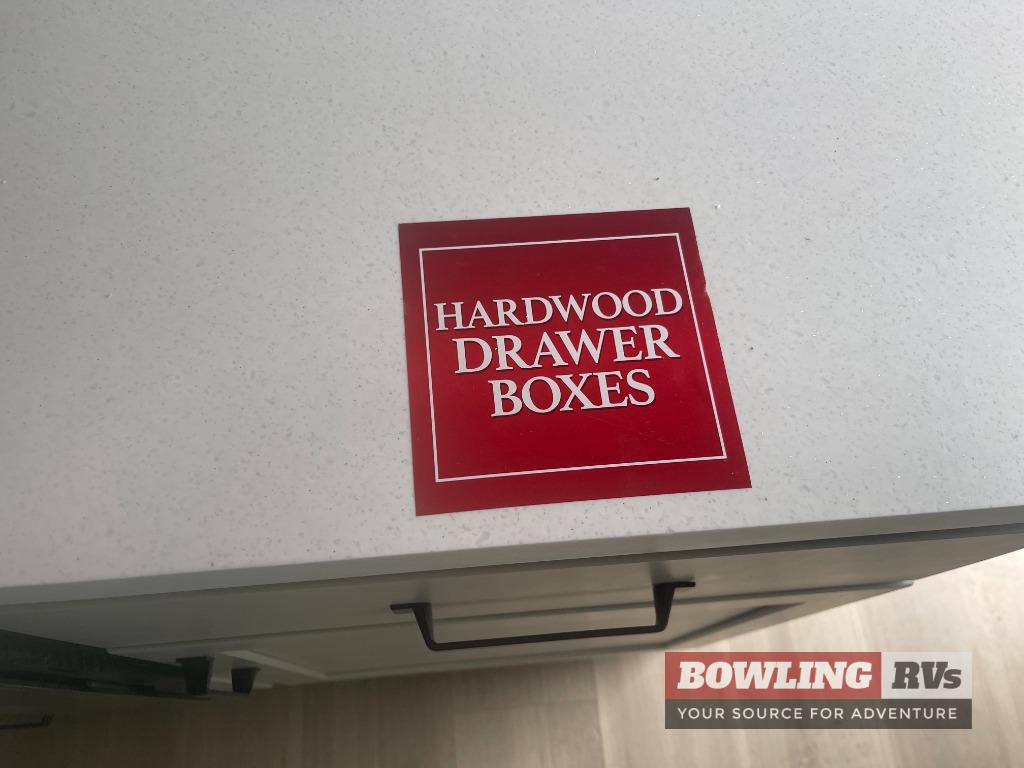 HARDWOOD
DRAWER
BOXES
BOWLING RVs
YOUR SOURCE FOR ADVENTURE